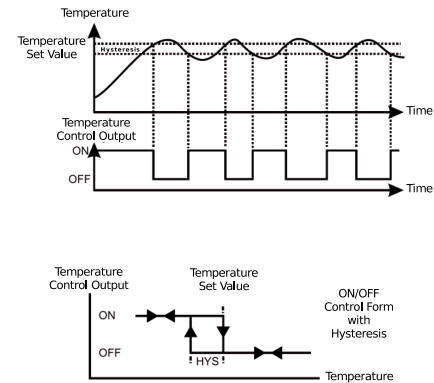 Temperature
Temperature
Set Value
Hysteresis
Time
Temperature
Control Output
ON
OFF
Time
Temperature
Control Output
Temperature
Set Value
ON/OFF
Control Form
with
Hysteresis
ON
OFF
HYS
Temperature